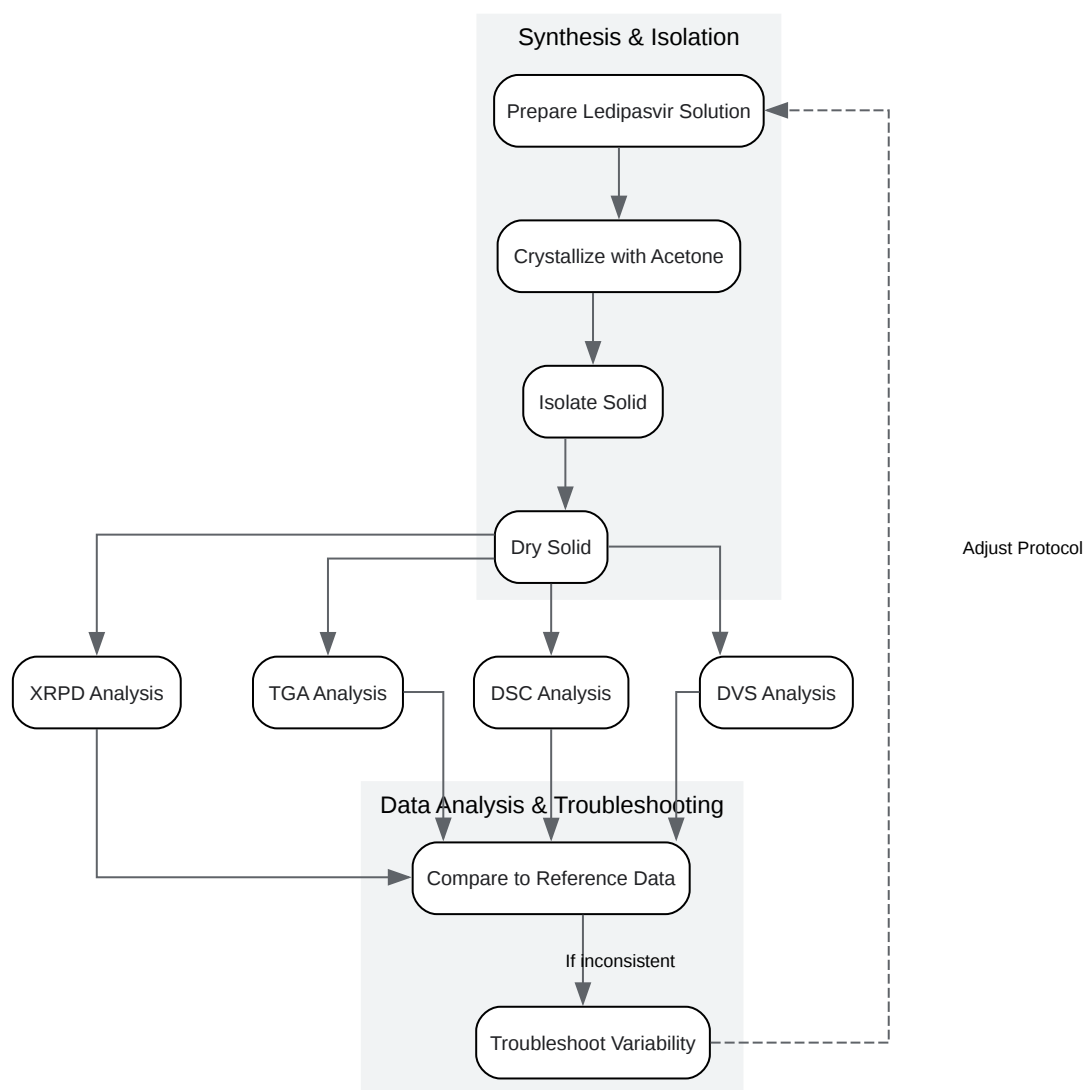 Synthesis & Isolation
Prepare Ledipasvir Solution
Crystallize with Acetone
Isolate Solid
Dry Solid
Adjust Protocol
XRPD Analysis
TGA Analysis
DSC Analysis
DVS Analysis
Data Analysis & Troubleshooting
Compare to Reference Data
If inconsistent
Troubleshoot Variability